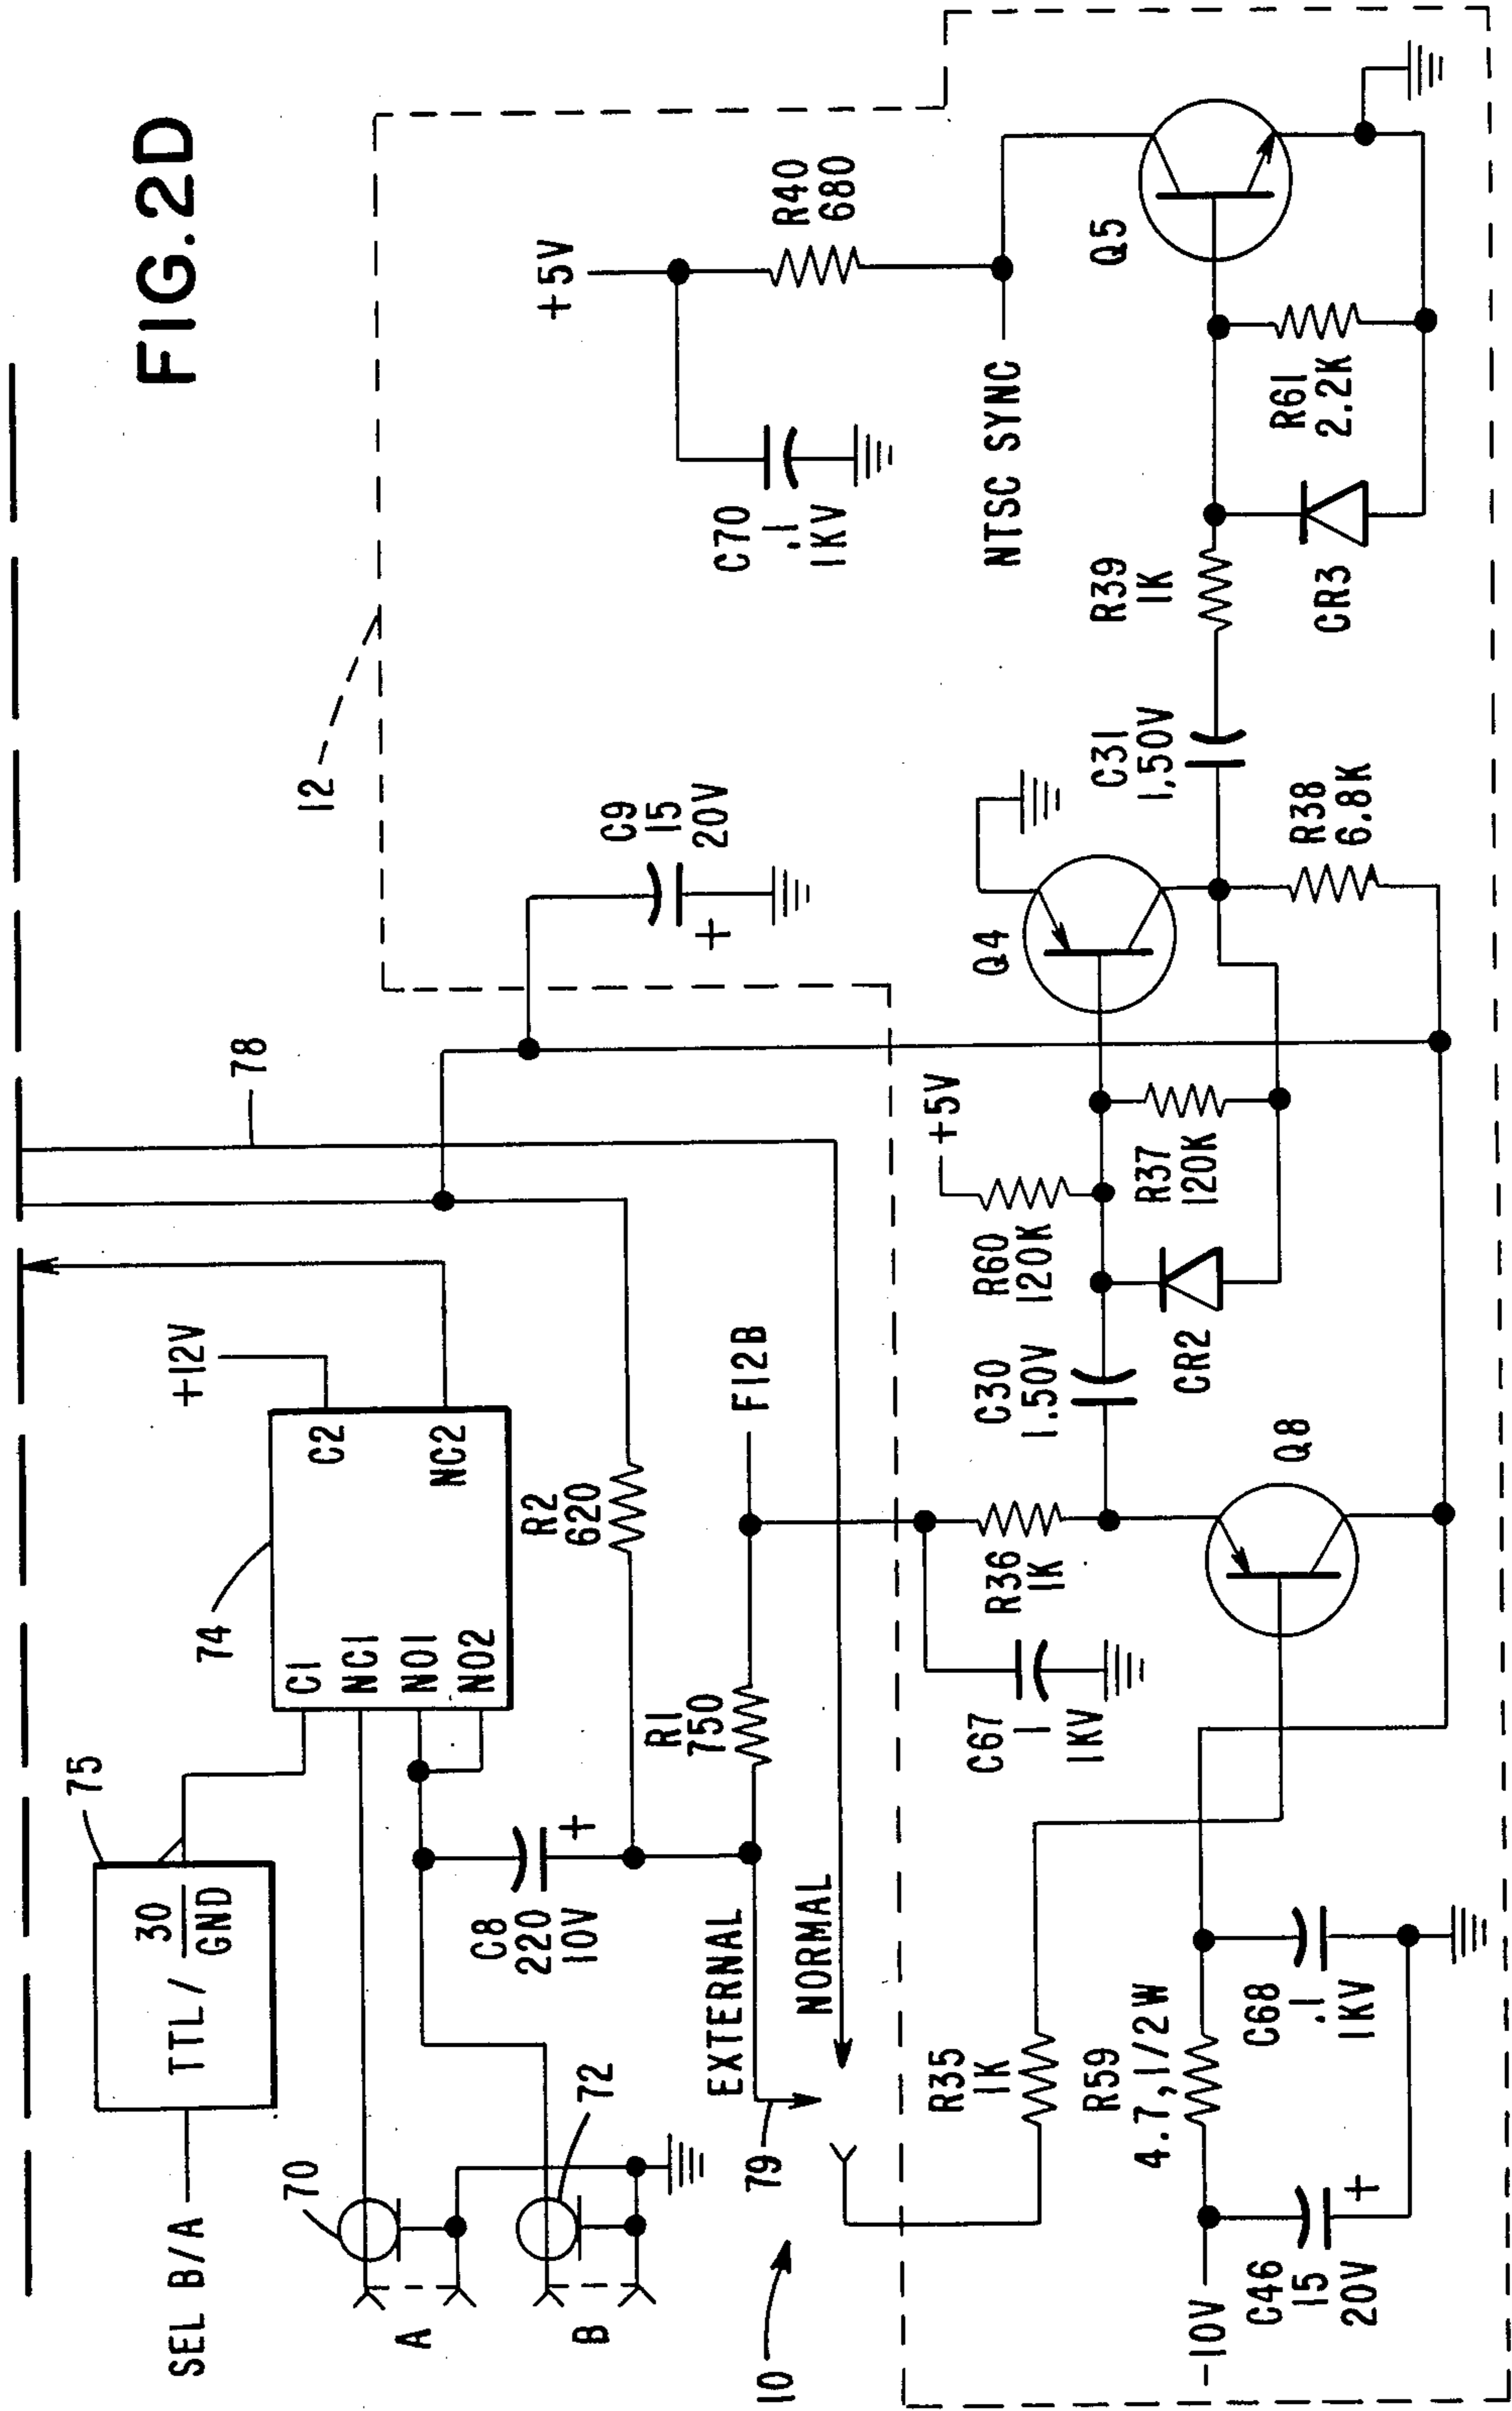 FIG.2D
SEL B/A
75
TTL/
30
GND
74
C1
NC1
NO1
NO2
C2
NC2
+12V
78
12
70
A
72
B
C8
220
10V
+
R2
620
R1
750
F12B
EXTERNAL
NORMAL
79
10
C9
15
20V
+
+5V
C70
.1
1KV
R40
680
NTSC SYNC
Q5
R61
2.2K
CR3
R39
1K
C31
1,50V
Q4
R38
6.8K
+5V
R60
120K
R37
120K
CR2
C30
1.50V
Q8
R36
1K
C67
1
1KV
R35
1K
R59
4.7,1/2W
C68
.1
1KV
-10V
C46
15
20V
+